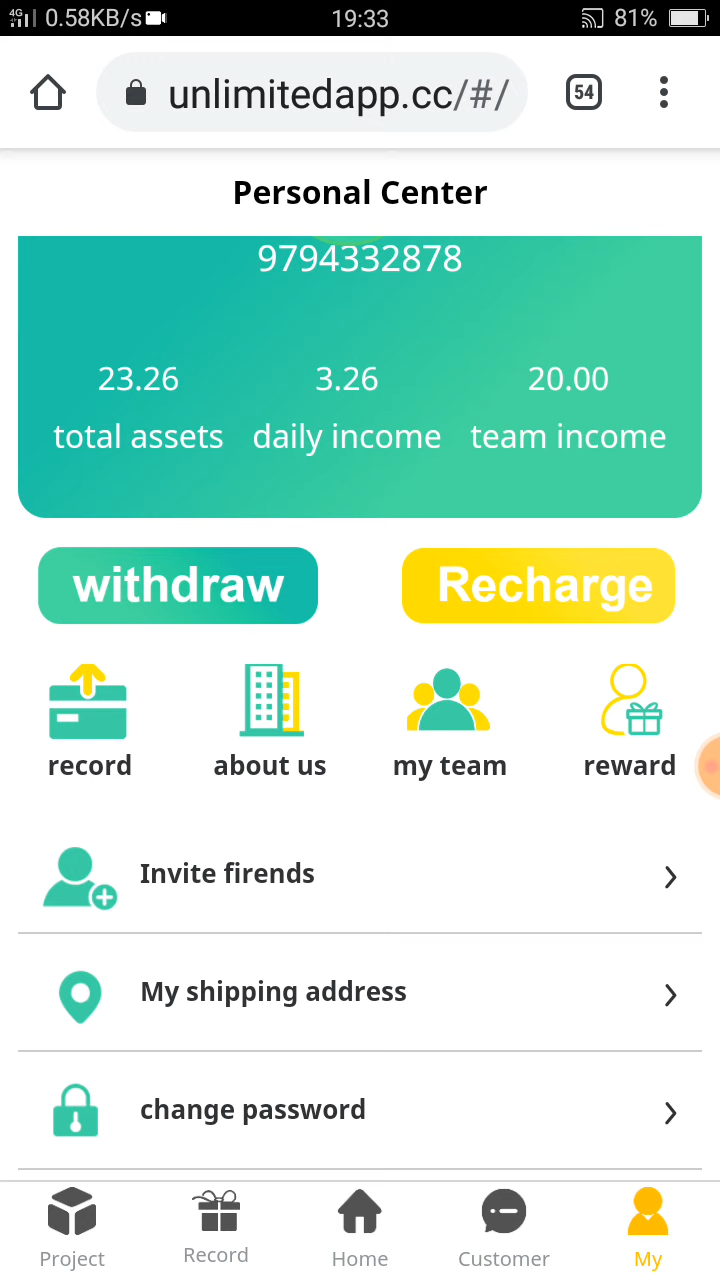 4G 0.58KB/s 19:33 81%
unlimitedapp.cc/#/ 54
Personal Center
9794332878
23.26 3.26 20.00
total assets daily income team income
withdraw Recharge
record about us my team reward
Invite firends
My shipping address
change password
Project Record Home Customer My